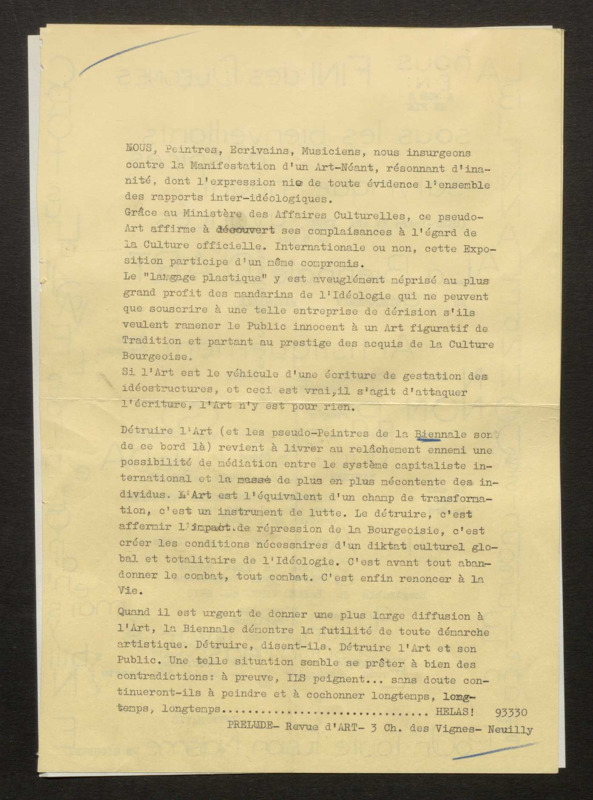 NOUS, Peintres, Ecrivains, Musiciens, nous insurgeons
contre la Manifestation d'un Art-Néant, résonnant d'ina-
nité, dont l'expression nie de toute évidence l'ensemble
des rapports inter-idéologiques.
Grâce au Ministère des Affaires Culturelles, ce pseudo-
Art affirme à découvert ses complaisances à l'égard de
la Culture officielle. Internationale ou non, cette Expo-
sition participe d'un même compromis.
Le "langage plastique" y est aveuglément méprisé au plus
grand profit des mandarins de l'Idéologie qui ne peuvent
que souscrire à une telle entreprise de dérision s'ils
veulent ramener le Public innocent à un Art figuratif de
Tradition et partant au prestige des acquis de la Culture
Bourgeoise.
Si l'Art est le véhicule d'une écriture de gestation des
idéostructures, et ceci est vrai,il s'agit d'attaquer
l'écriture, l'Art n'y est pour rien.
Détruire l'Art (et les pseudo-Peintres de la Biennale sont
de ce bord là) revient à livrer au relâchement ennemi une
possibilité de médiation entre le système capitaliste in-
ternational et la masse de plus en plus mécontente des in-
dividus. L'Art est l'équivalent d'un champ de transforma-
tion, c'est un instrument de lutte. Le détruire, c'est
affermir l'impact.de répression de la Bourgeoisie, c'est
créer les conditions nécessaires d'un diktat culturel glo-
bal et totalitaire de l'Idéologie. C'est avant tout aban-
donner le combat, tout combat. C'est enfin renoncer à la
Vie.
Quand il est urgent de donner une plus large diffusion à
l'Art, la Biennale démontre la futilité de toute démarche
artistique. Détruire, disent-ils. Détruire l'Art et son
Public. Une telle situation semble se prêter à bien des
contradictions: à preuve, ILS peignent... sans doute con-
tinueront-ils à peindre et à cochonner longtemps, long-
temps, longtemps............................... HELAS! 93330
PRELUDE- Revue d'ART- 3 Ch. des Vignes- Neuilly